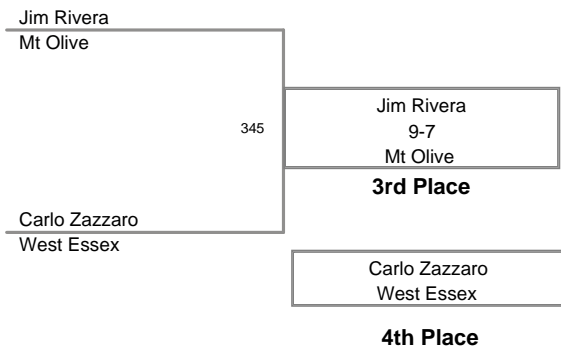 Jim Rivera
Mt Olive
345
Jim Rivera
9-7
Mt Olive
3rd Place
Carlo Zazzaro
West Essex
Carlo Zazzaro
West Essex
4th Place